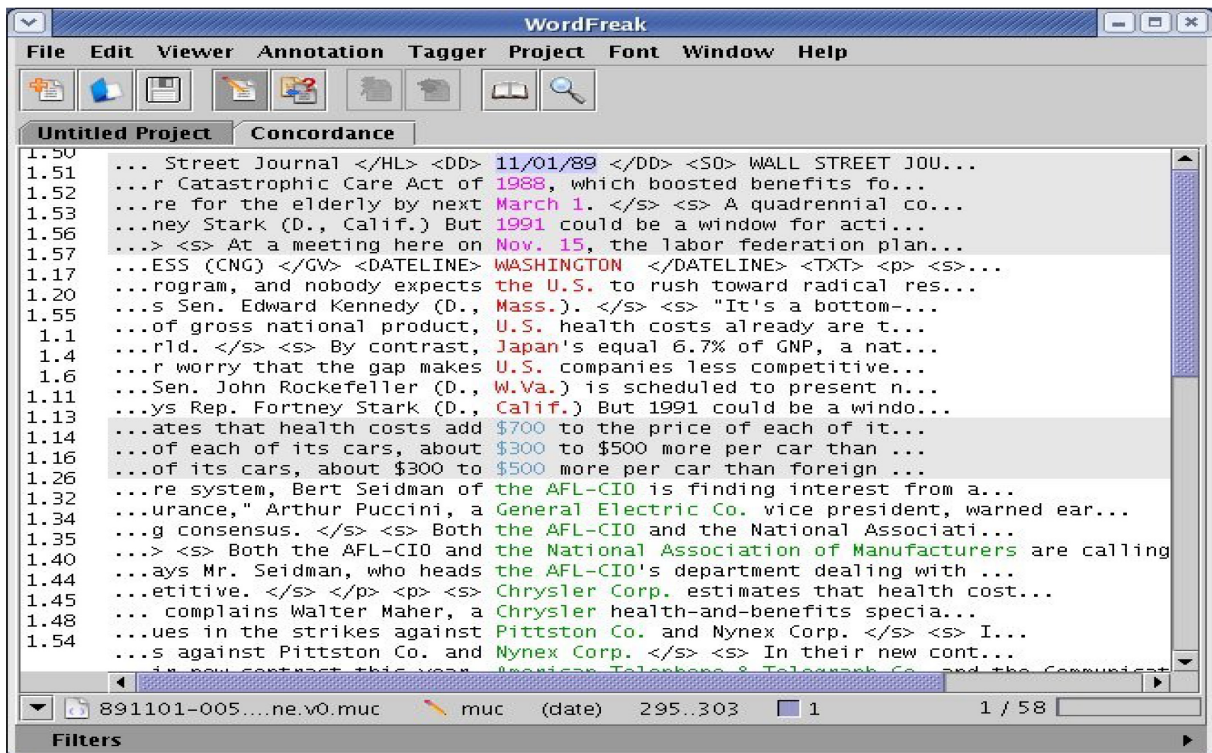 WordFreak
File Edit Viewer Annotation Tagger Project Font Window Help
Untitled Project Concordance
1.50 ... Street Journal </HL> <DD> 11/01/89 </DD> <SO> WALL STREET JOU...
1.51 ...r Catastrophic Care Act of 1988, which boosted benefits fo...
1.52 ...re for the elderly by next March 1. </s> <s> A quadrennial co...
1.53 ...ney Stark (D., Calif.) But 1991 could be a window for acti...
1.56 ...> <s> At a meeting here on Nov. 15, the labor federation plan...
1.57 ...ESS (CNG) </GV> <DATELINE> WASHINGTON </DATELINE> <TXT> <p> <s>...
1.17 ...rogram, and nobody expects the U.S. to rush toward radical res...
1.20 ...s Sen. Edward Kennedy (D., Mass.). </s> <s> "It's a bottom-...
1.55 ...of gross national product, U.S. health costs already are t...
1.1 ...rld. </s> <s> By contrast, Japan's equal 6.7% of GNP, a nat...
1.4 ...r worry that the gap makes U.S. companies less competitive...
1.6 ...Sen. John Rockefeller (D., W.Va.) is scheduled to present n...
1.11 ...ys Rep. Fortney Stark (D., Calif.) But 1991 could be a windo...
1.13 ...ates that health costs add $700 to the price of each of it...
1.14 ...of each of its cars, about $300 to $500 more per car than ...
1.16 ...of its cars, about $300 to $500 more per car than foreign ...
1.26 ...re system, Bert Seidman of the AFL-CIO is finding interest from a...
1.32 ...urance," Arthur Puccini, a General Electric Co. vice president, warned ear...
1.34 ...g consensus. </s> <s> Both the AFL-CIO and the National Associati...
1.35 ...> <s> Both the AFL-CIO and the National Association of Manufacturers are calling
1.40 ...ays Mr. Seidman, who heads the AFL-CIO's department dealing with ...
1.44 ...etitive. </s> </p> <p> <s> Chrysler Corp. estimates that health cost...
1.45 ... complains Walter Maher, a Chrysler health-and-benefits specia...
1.48 ...ues in the strikes against Pittston Co. and Nynex Corp. </s> <s> I...
1.54 ...s against Pittston Co. and Nynex Corp. </s> <s> In their new cont...
in new contract this year, American Telephone & Telegraph Co. and the Communicat
891101-005....ne.v0.muc muc (date) 295..303 1 1 / 58
Filters